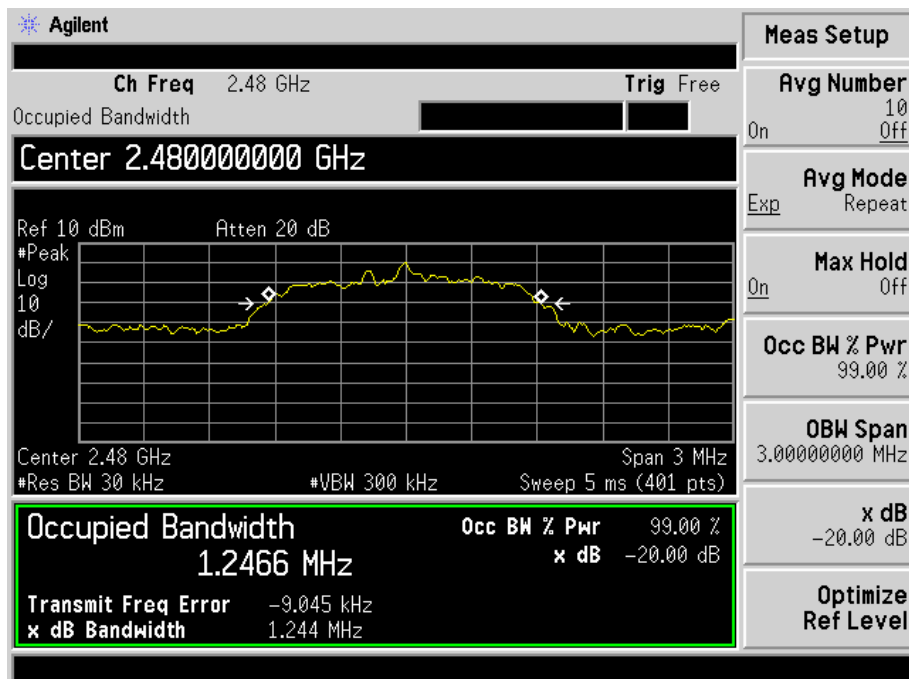 Agilent
Ch Freq 2.48 GHz Trig Free
Occupied Bandwidth
Center 2.480000000 GHz
Ref 10 dBm Atten 20 dB
#Peak
Log
10
dB/
Center 2.48 GHz Span 3 MHz
#Res BW 30 kHz #VBW 300 kHz Sweep 5 ms (401 pts)
Occupied Bandwidth Occ BW % Pwr 99.00 %
1.2466 MHz x dB -20.00 dB
Transmit Freq Error -9.045 kHz
x dB Bandwidth 1.244 MHz
Meas Setup
Avg Number
10
On Off
Avg Mode
Exp Repeat
Max Hold
On Off
Occ BW % Pwr
99.00 %
OBW Span
3.00000000 MHz
x dB
-20.00 dB
Optimize
Ref Level